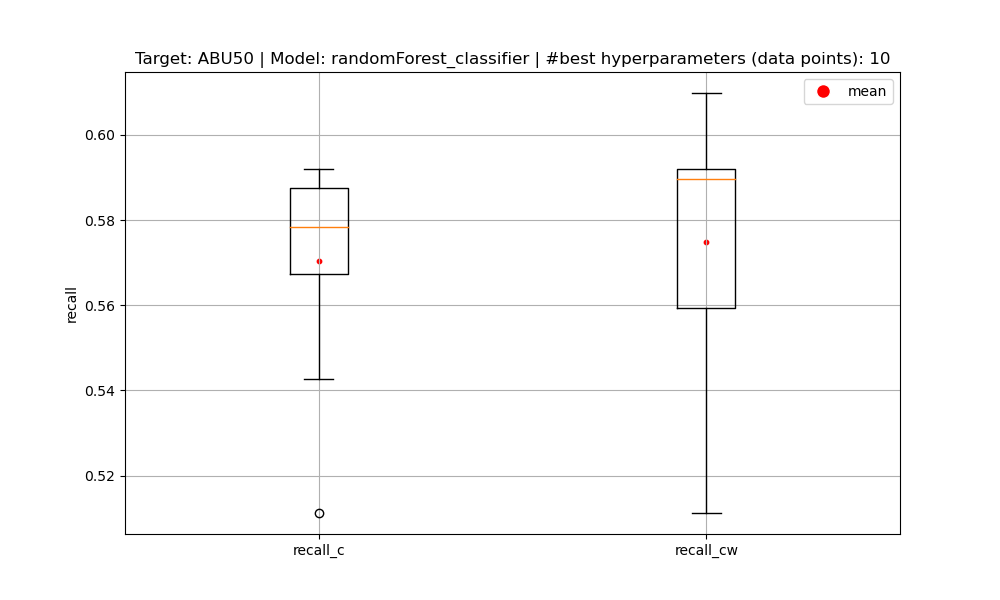 Target: ABU50 | Model: randomForest_classifier | #best hyperparameters (data points): 10
mean
0.60
0.58
0.56
0.54
0.52
recall
recall_c
recall_cw